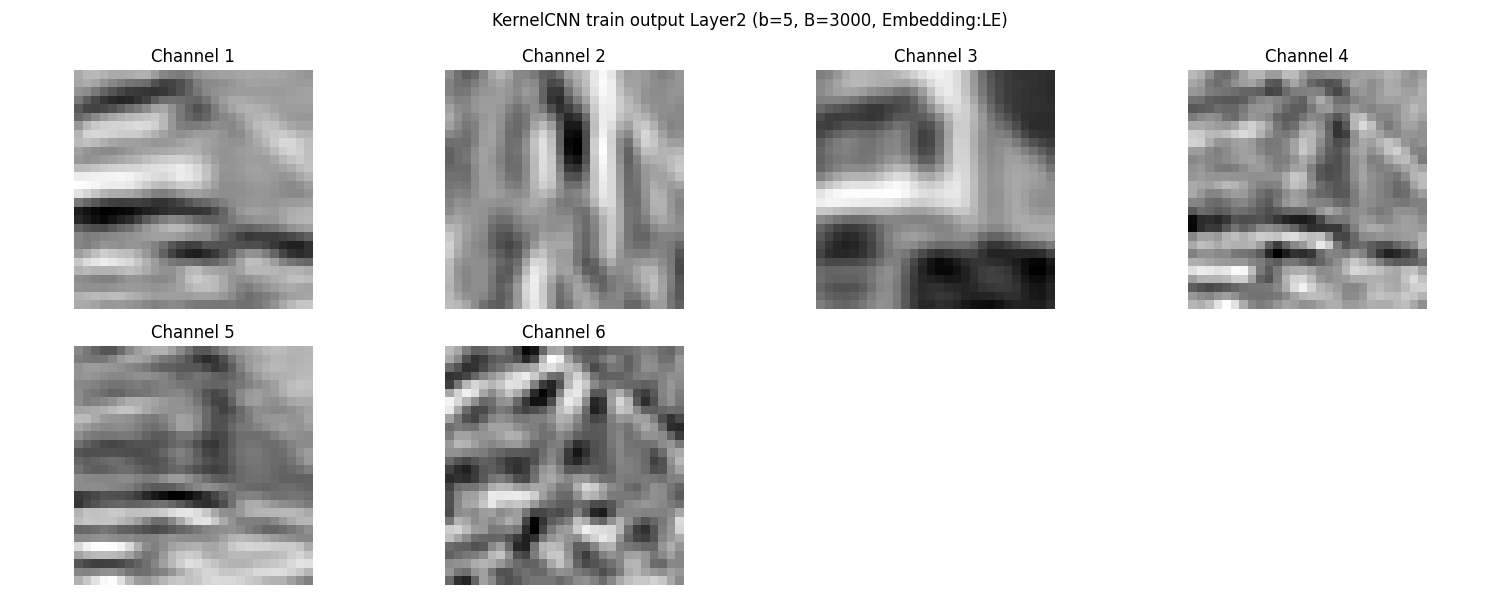 KernelCNN train output Layer2 (b=5, B=3000, Embedding:LE)
Channel 1
Channel 2
Channel 3
Channel 4
Channel 5
Channel 6